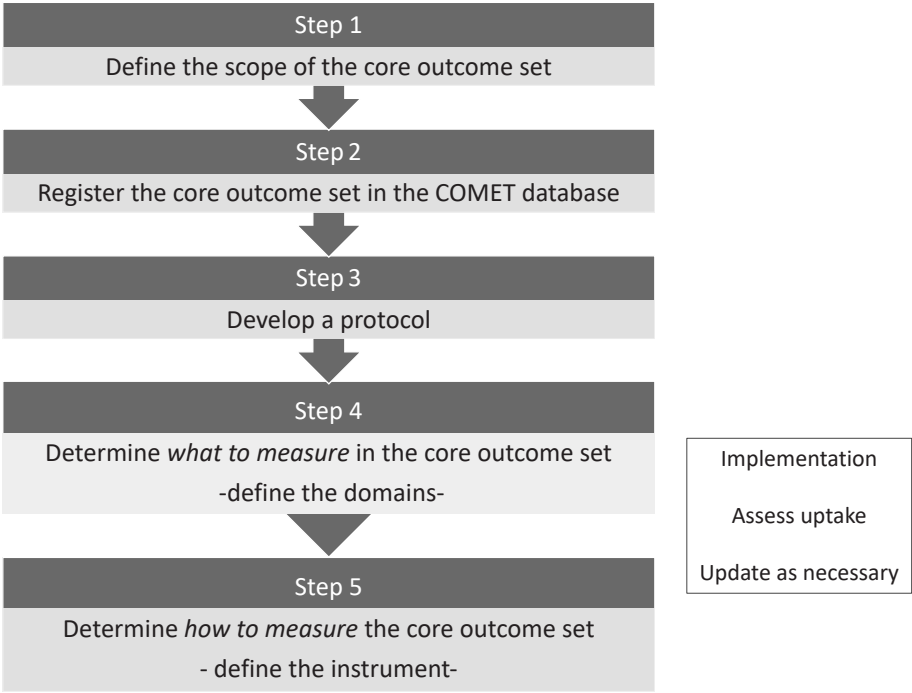 Step 1
Define the scope of the core outcome set
Step 2
Register the core outcome set in the COMET database
Step 3
Develop a protocol
Step 4
Determine what to measure in the core outcome set
-define the domains-
Step 5
Determine how to measure the core outcome set
- define the instrument-
Implementation
Assess uptake
Update as necessary